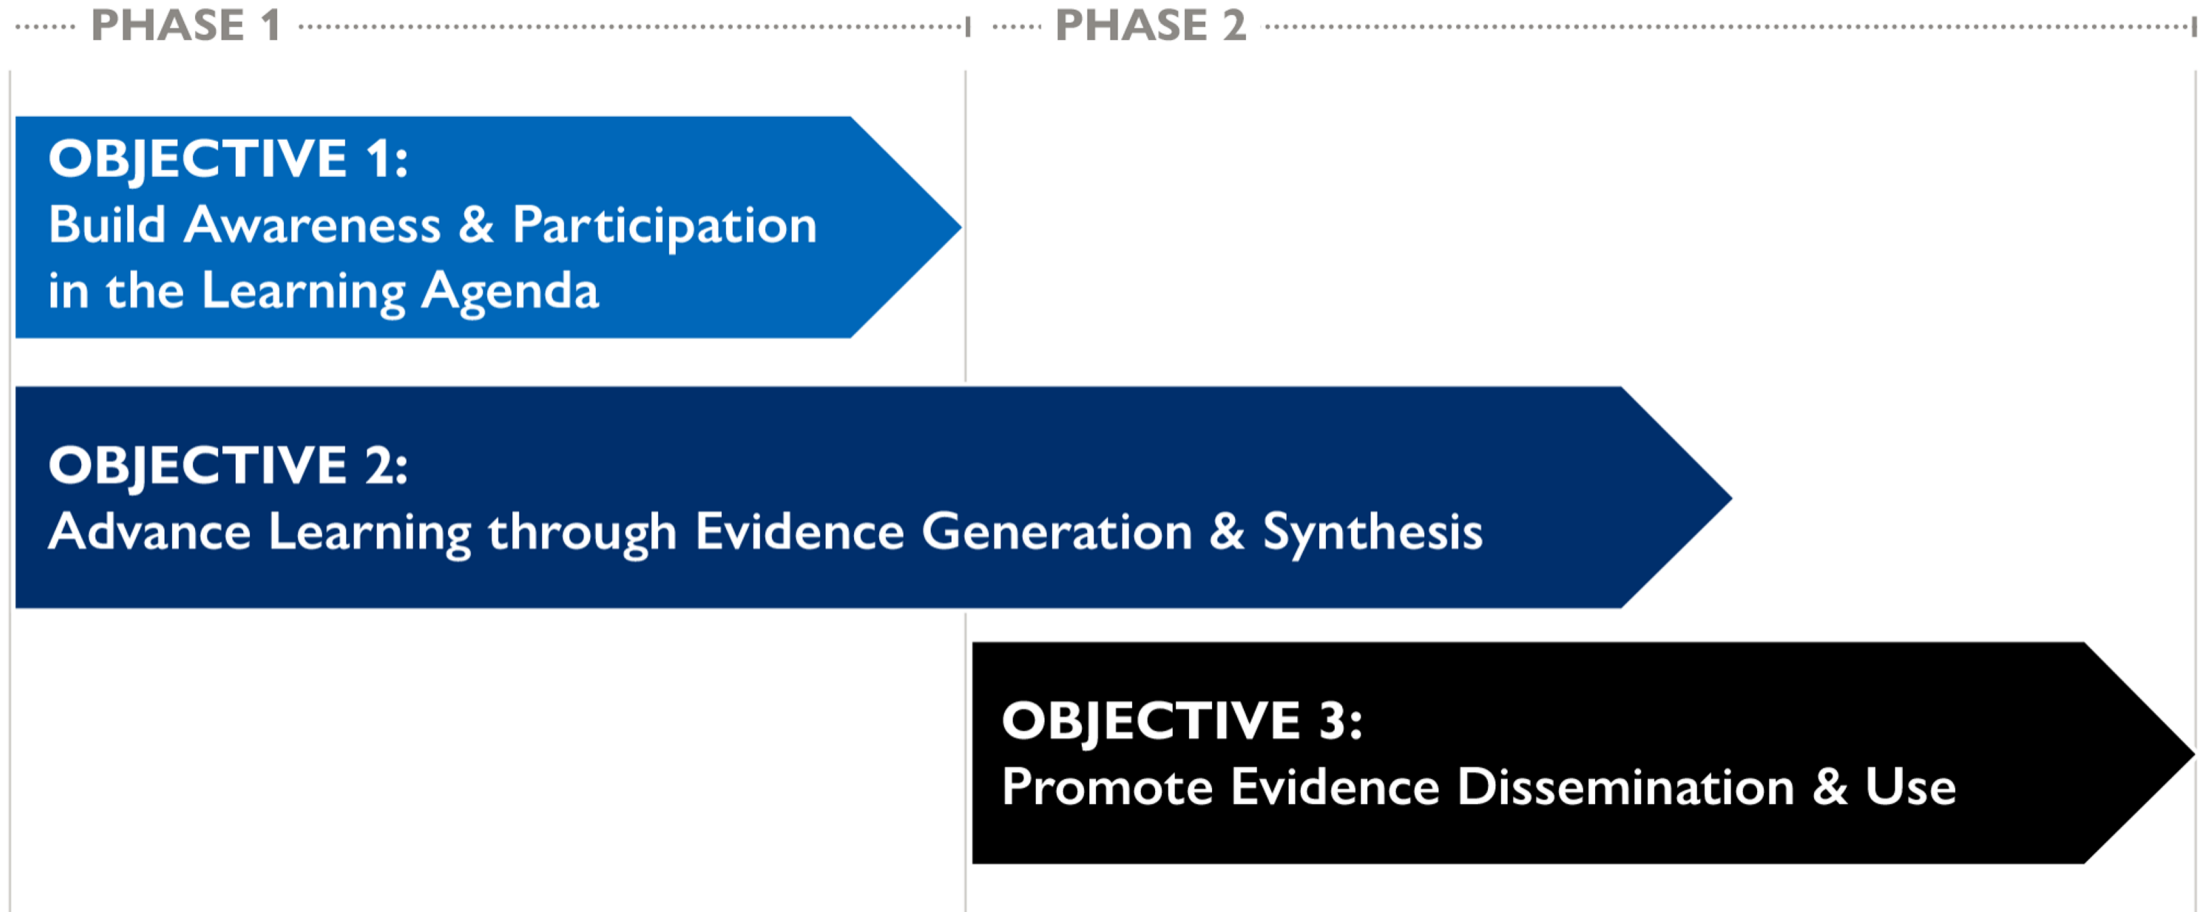 PHASE 1
PHASE 2
OBJECTIVE 1:
Build Awareness & Participation
in the Learning Agenda
OBJECTIVE 2:
Advance Learning through Evidence Generation & Synthesis
OBJECTIVE 3:
Promote Evidence Dissemination & Use